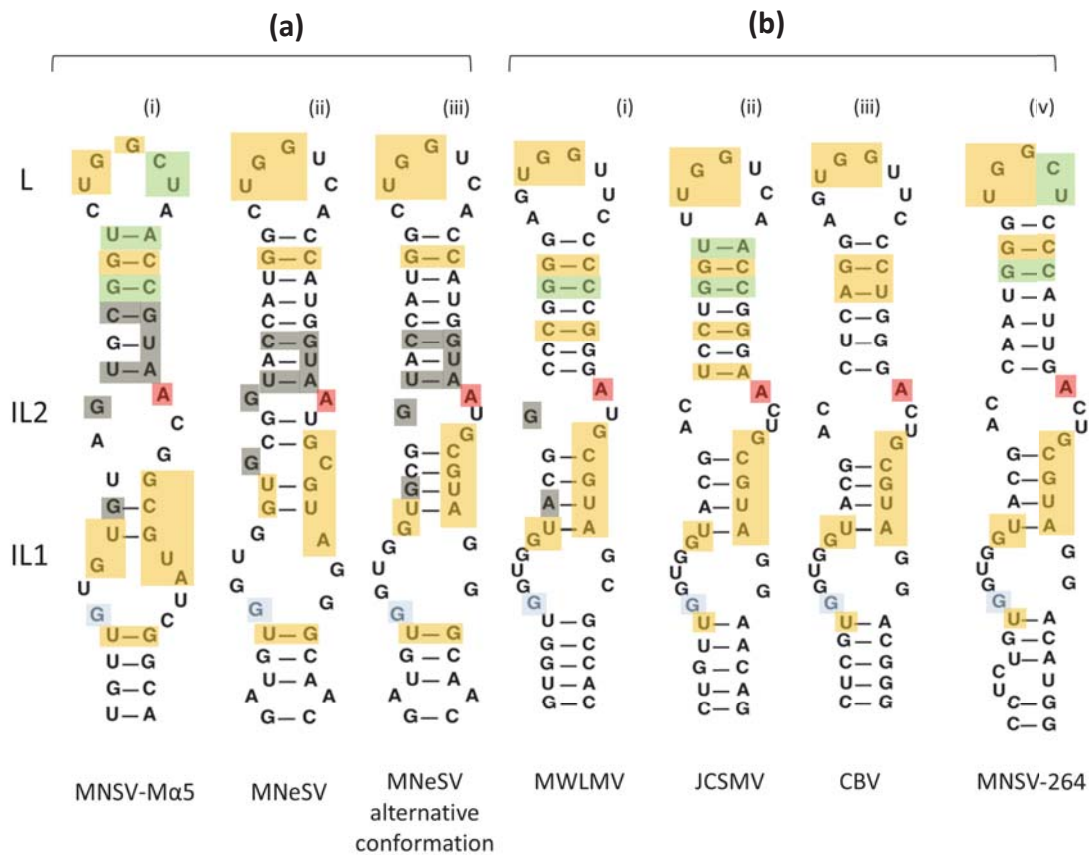 (a) (b)
(i) (ii) (iii) (i) (ii) (iii) (iv)
L
IL2
IL1
G
G C
U U
C A
U – A
G – C
G – C
C – G
G U
U – A
G A
C
A G
U G
G – C
U – G
G U
A
U U
G C
U – G
U – G
G – C
U – A
MNSV-Mα5
G U
G C
U
C A
G – C
G – C
U – A
A – U
C – G
C – G
A – U
U – A
G A
G U
C – G
G C
U – G
G – U
G A
U G
G G
G
U – G
G – C
U – A
A A
G – C
MNeSV
G U
G C
U
C A
G – C
G – C
U – A
A – U
C – G
C – G
A – U
U – A
G A
U
G – G
C – C
G – G
U – U
G – A
U G
G G
G
U – G
G – C
U – A
A A
G – C
MNeSV
alternative
conformation
G G
U U
G U
A C
G – C
G – C
G – C
G – C
C – G
C – G
C – G
A
G U
G – G
C – C
A – G
U – U
U – A
G G
U C
G
G
U – G
G – C
G – C
U – A
G – C
MWLMV
G U
G C
U
U A
U – A
G – C
G – C
U – G
C – G
C – G
U – A
A
C C
A U
G – G
C – C
A – G
U – U
G A
G G
U G
G
G
U – A
U – A
G – C
U – A
C – G
JCSMV
G G
U U
G U
A C
G – C
G – C
A – U
C – G
U – G
C – G
A
C C
A U
G – G
C – C
A – G
U – U
G A
G G
U G
G
G
U – A
C – C
G – G
U – G
C – G
CBV
G
G C
U U
G – C
G – C
G – C
U – A
A – U
A – U
C – G
A
C C
A U
G – G
C – C
A – G
U – U
G A
G G
U G
G
G
U – A
G – C
U – A
C U
U G
C – G
C – G
MNSV-264